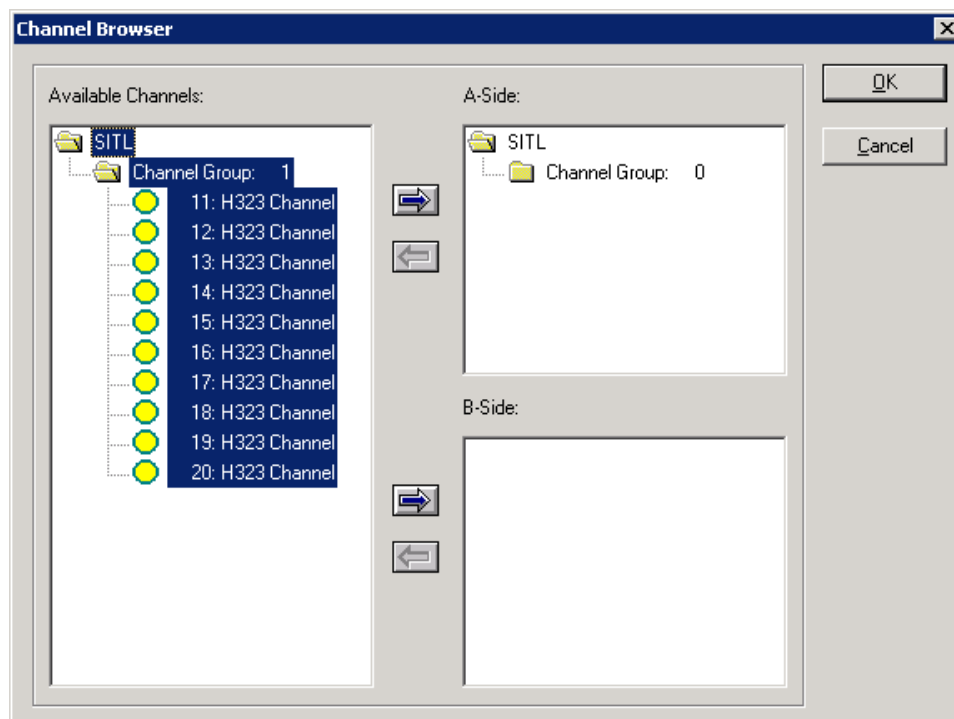 Channel Browser
Available Channels:
SITL
Channel Group: 1
11: H323 Channel
12: H323 Channel
13: H323 Channel
14: H323 Channel
15: H323 Channel
16: H323 Channel
17: H323 Channel
18: H323 Channel
19: H323 Channel
20: H323 Channel
A-Side:
SITL
Channel Group: 0
B-Side:
OK
Cancel